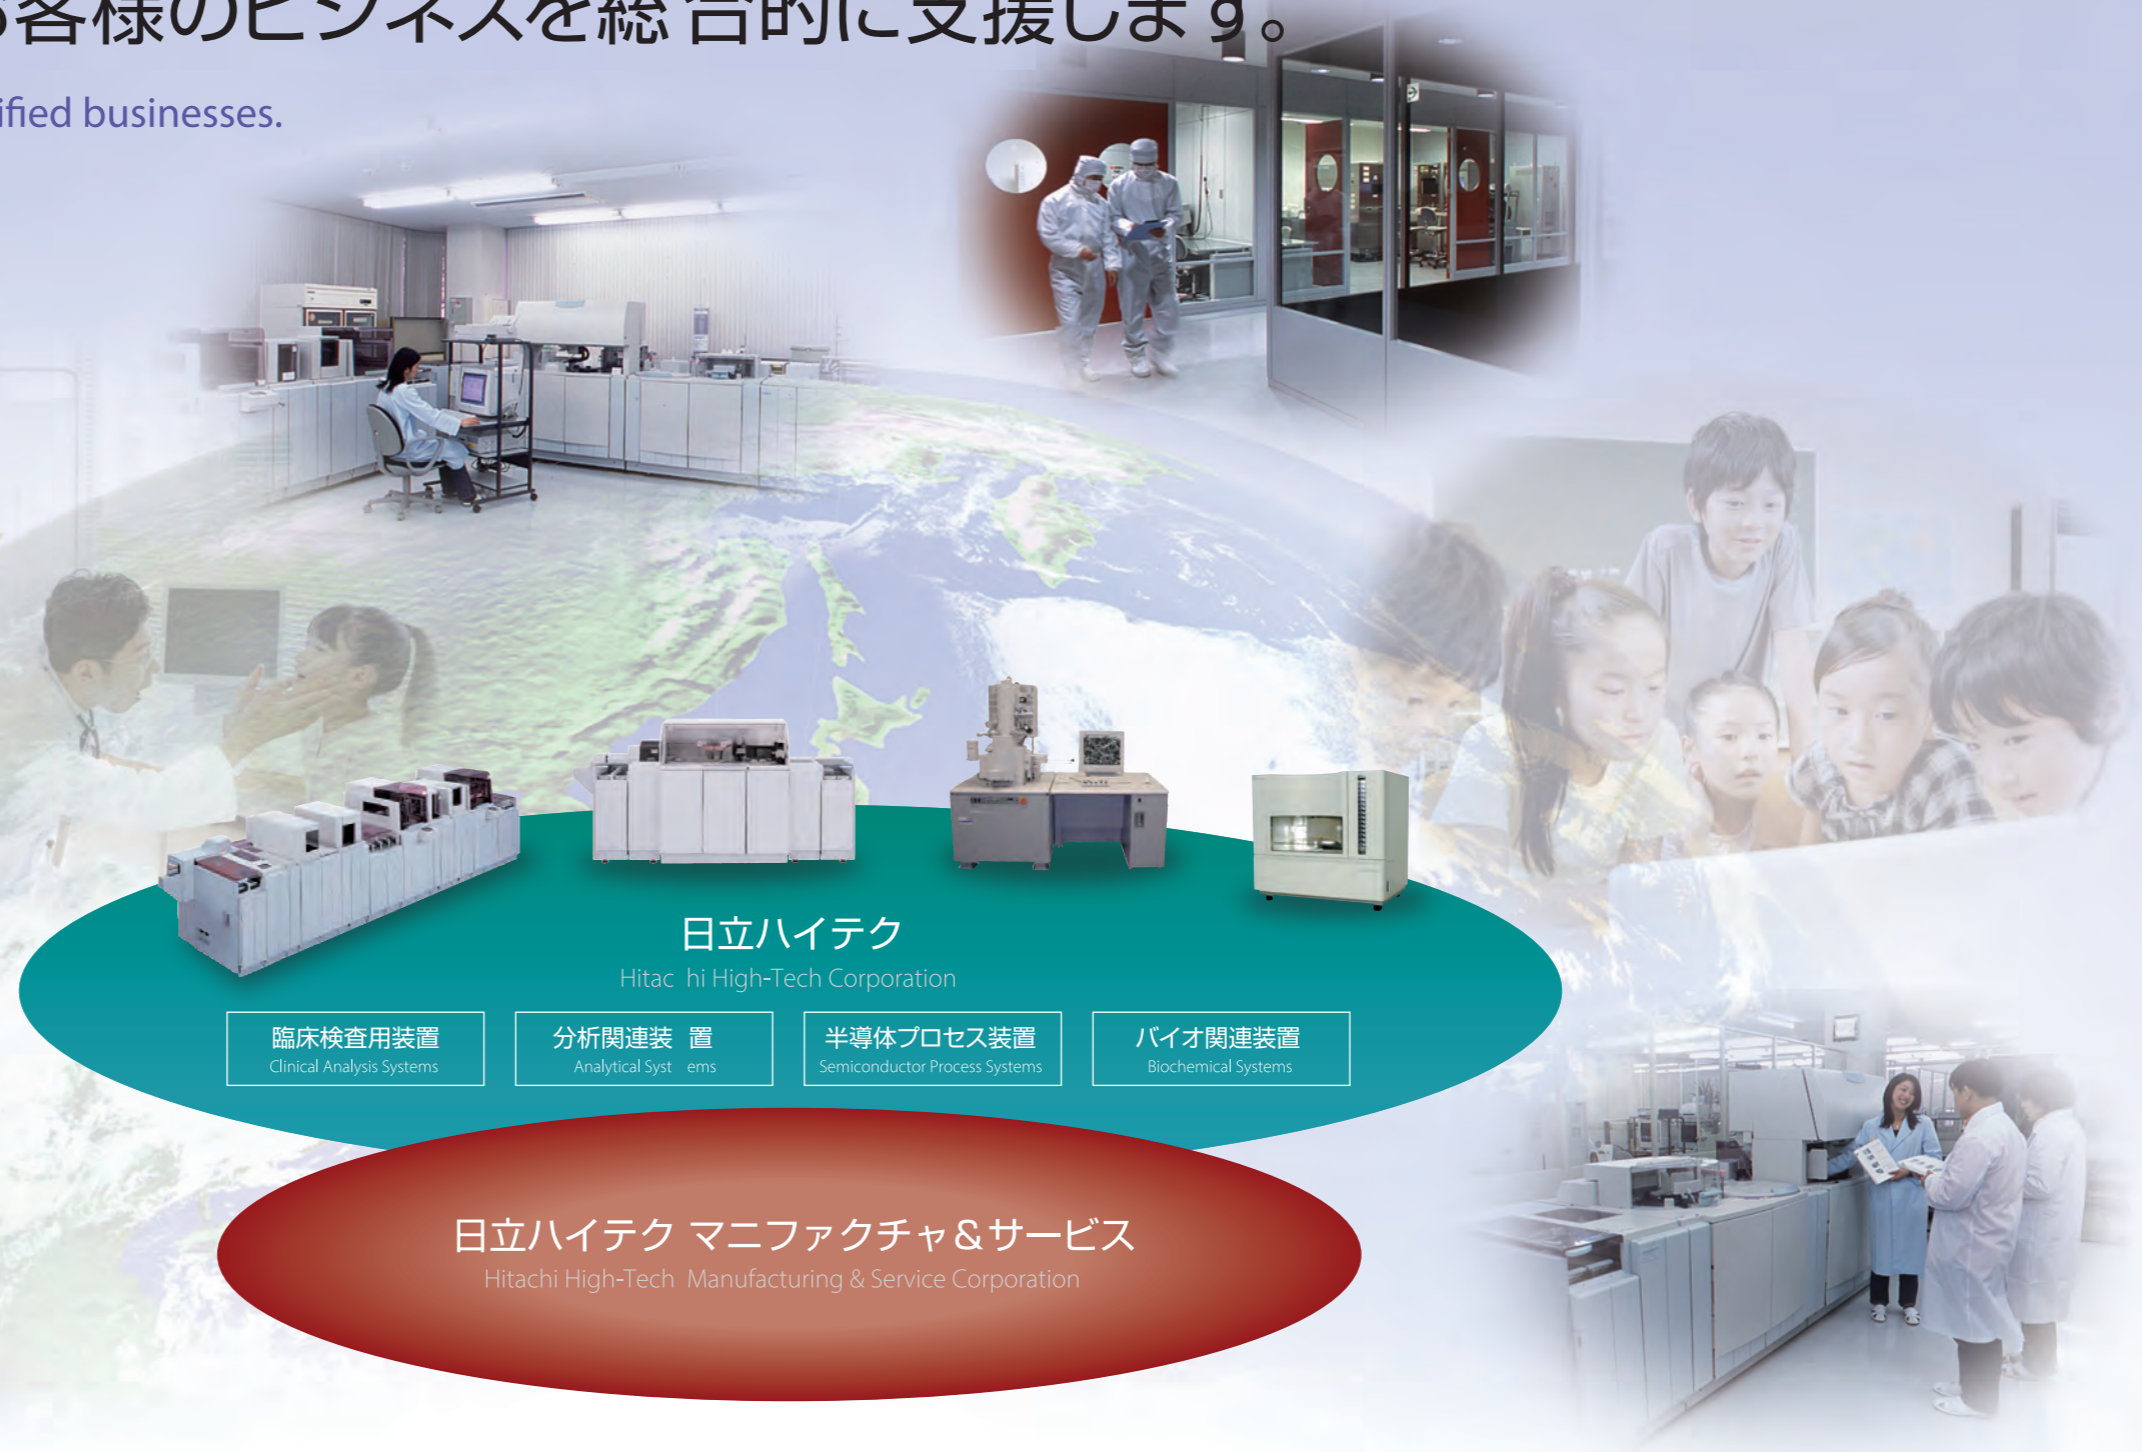 お客様のビジネスを総合的に支援します。
ified businesses.
日立ハイテク
Hitac hi High-Tech Corporation
臨床検査用装置
Clinical Analysis Systems
分析関連装 置
Analytical Syst ems
半導体プロセス装置
Semiconductor Process Systems
バイオ関連装置
Biochemical Systems
日立ハイテク マニファクチャ&サービス
Hitachi High-Tech Manufacturing & Service Corporation